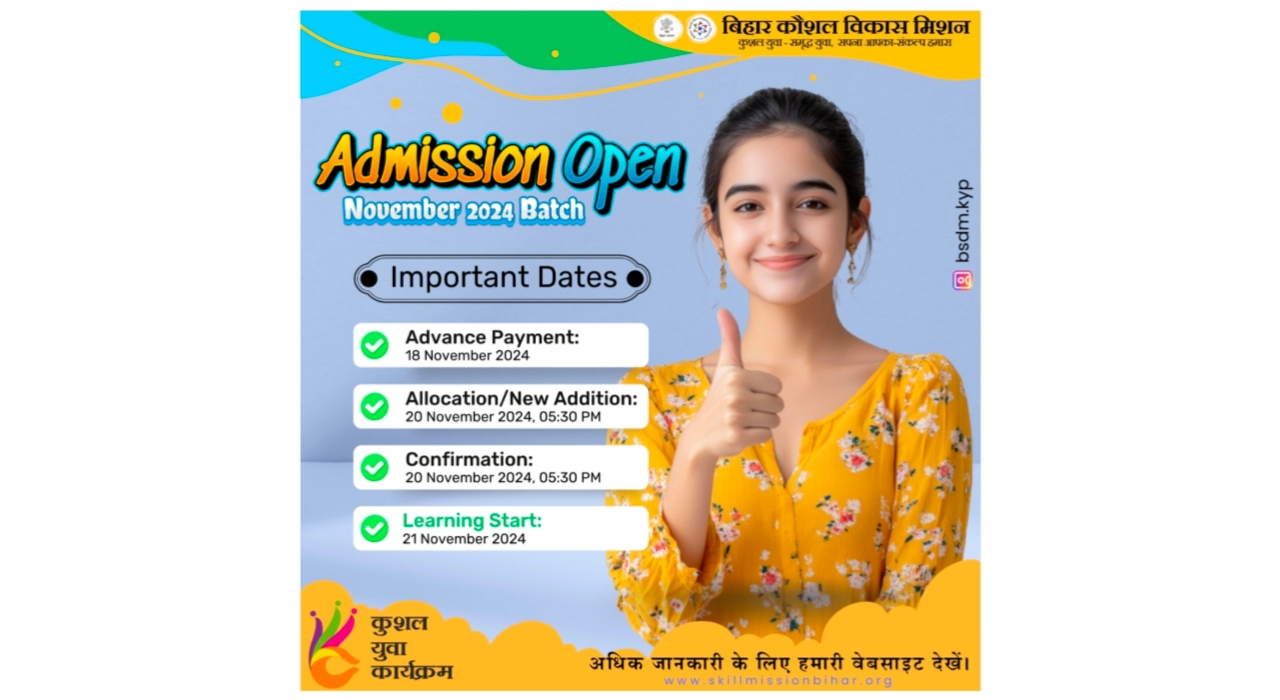 बिहार कौशल विकास मिशन
कुशल युवा - समृद्ध युवा, सपना आपका-संकल्प हमारा
Admission Open
November 2024 Batch
bsdm.kyp
Important Dates
Advance Payment:
18 November 2024
Allocation/New Addition:
20 November 2024, 05:30 PM
Confirmation:
20 November 2024, 05:30 PM
Learning Start:
21 November 2024
कुशल
युवा
कार्यक्रम
अधिक जानकारी के लिए हमारी वेबसाइट देखें।
www.skillmissionbihar.org